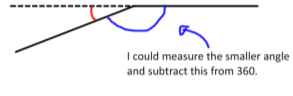 I could measure the smaller angle
and subtract this from 360.